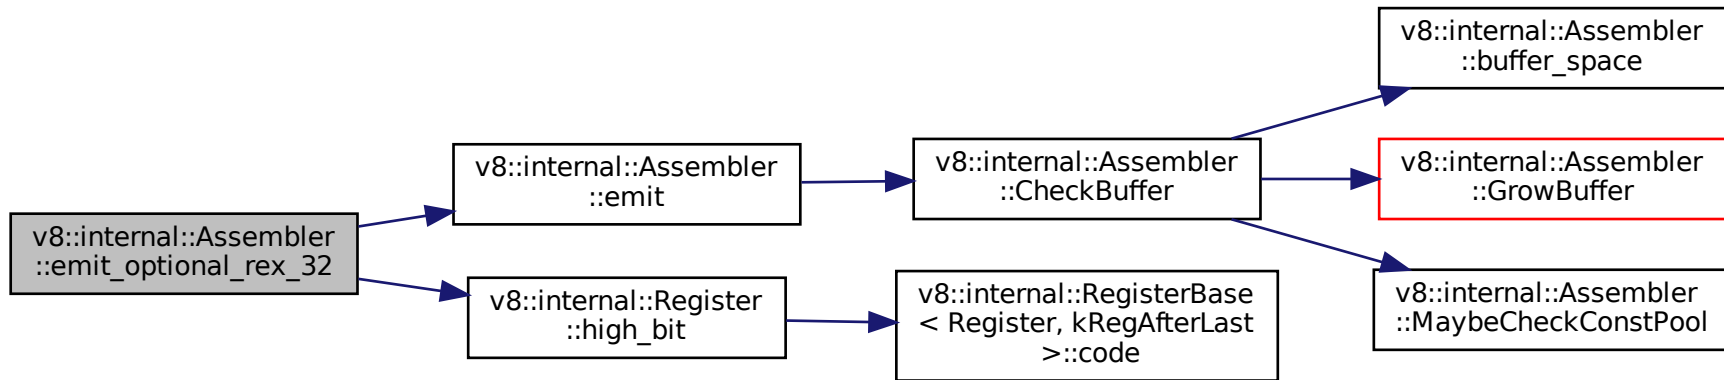 v8::internal::Assembler
::emit_optional_rex_32
v8::internal::Assembler
::emit
v8::internal::Register
::high_bit
v8::internal::Assembler
::CheckBuffer
v8::internal::RegisterBase
< Register, kRegAfterLast
>::code
v8::internal::Assembler
::buffer_space
v8::internal::Assembler
::GrowBuffer
v8::internal::Assembler
::MaybeCheckConstPool